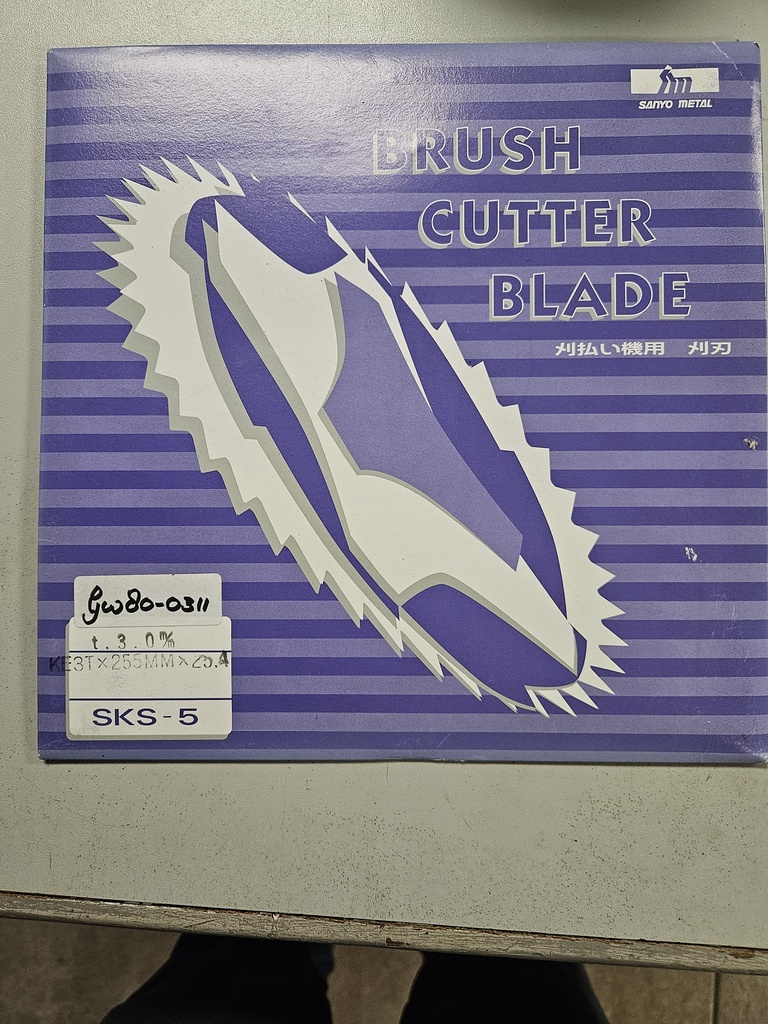 SANYO METAL
BRUSH
CUTTER
BLADE
刈払い機用 刈刃
gw80-0311
t.3.0㎜
KE3T×255MM×25.4
SKS-5